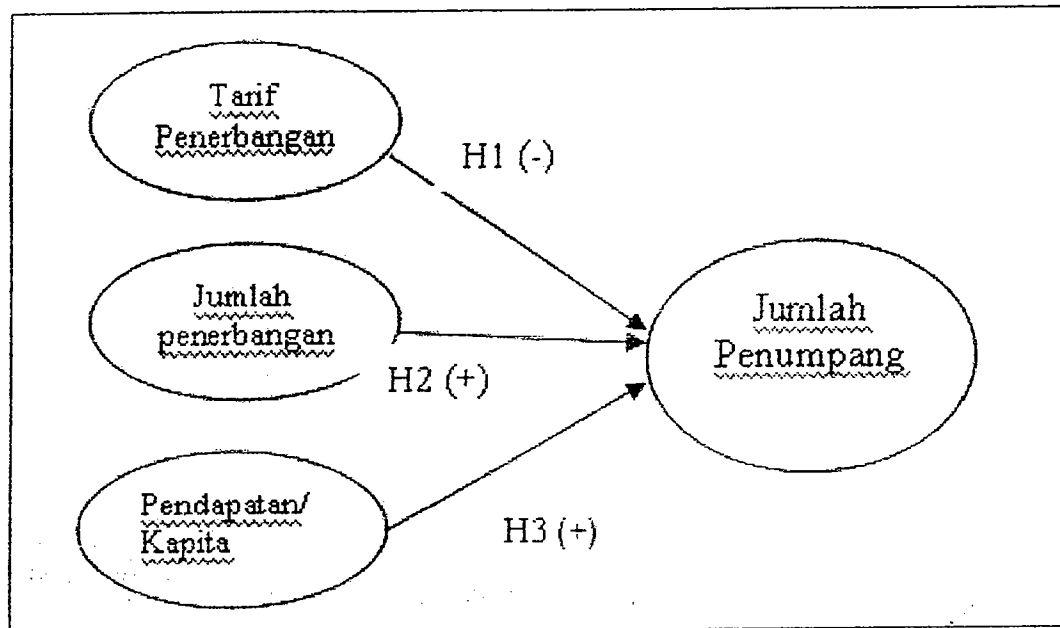 Tarif
Penerbangan
H1 (-)
Jumlah
penerbangan
H2 (+)
Jumlah
Penumpang
Pendapatan/
Kapita
H3 (+)